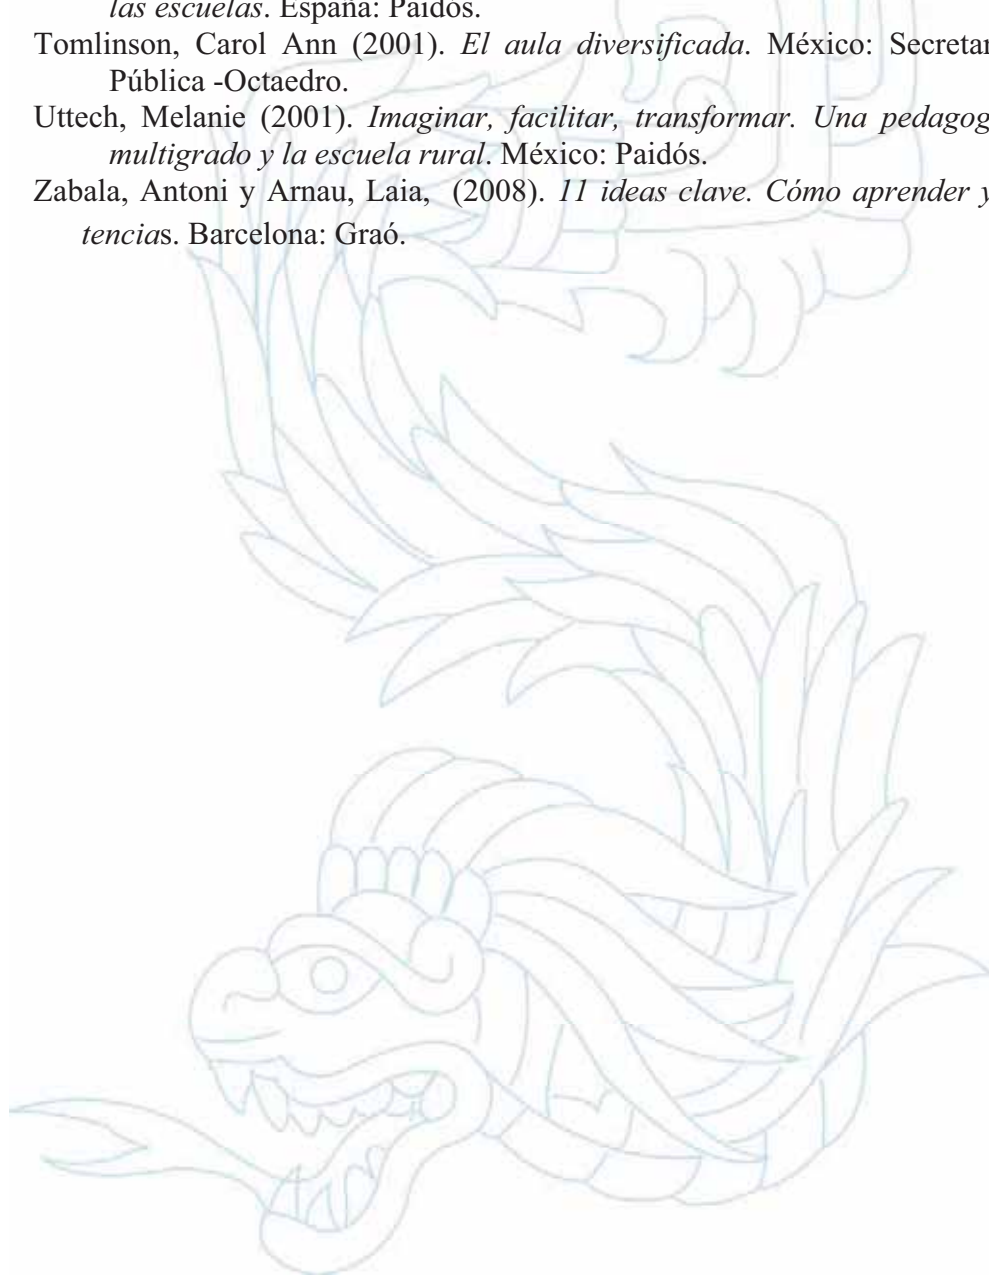 las escuelas. España: Paidós.
Tomlinson, Carol Ann (2001). El aula diversificada. México: Secretar
Pública -Octaedro.
Uttech, Melanie (2001). Imaginar, facilitar, transformar. Una pedagog
multigrado y la escuela rural. México: Paidós.
Zabala, Antoni y Arnau, Laia, (2008). 11 ideas clave. Cómo aprender y
tencias. Barcelona: Graó.